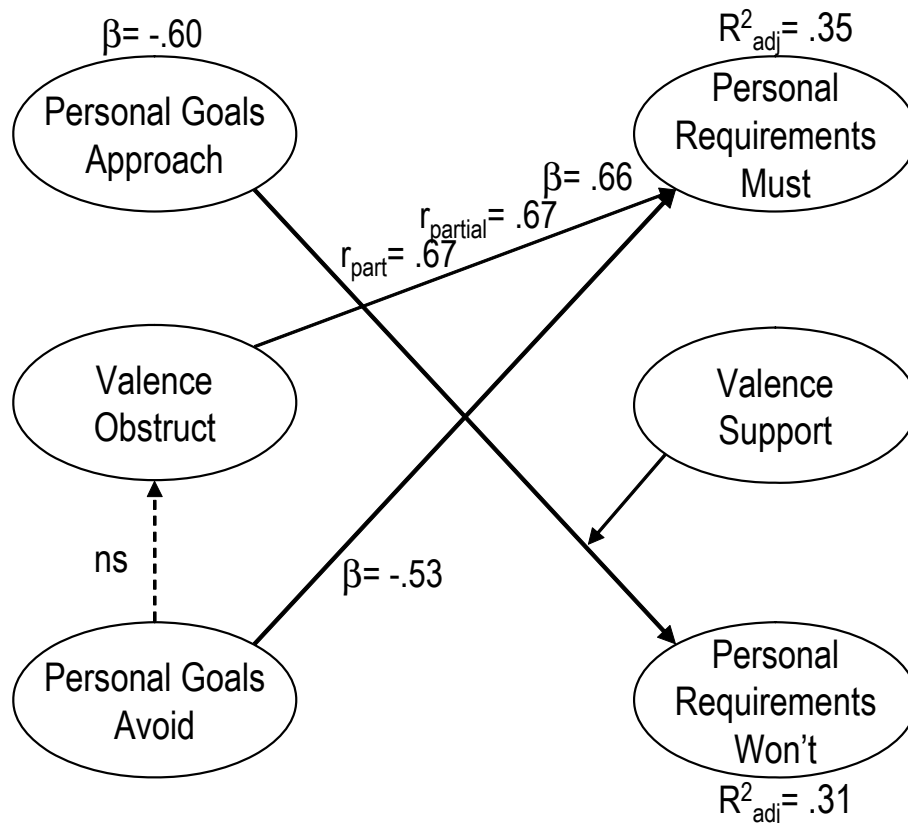 β= -.60
R²adj= .35
Personal Goals
Approach
Personal
Requirements
Must
β= .66
rpartial= .67
rpart= .67
Valence
Obstruct
Valence
Support
ns
β= -.53
Personal Goals
Avoid
Personal
Requirements
Won't
R²adj= .31